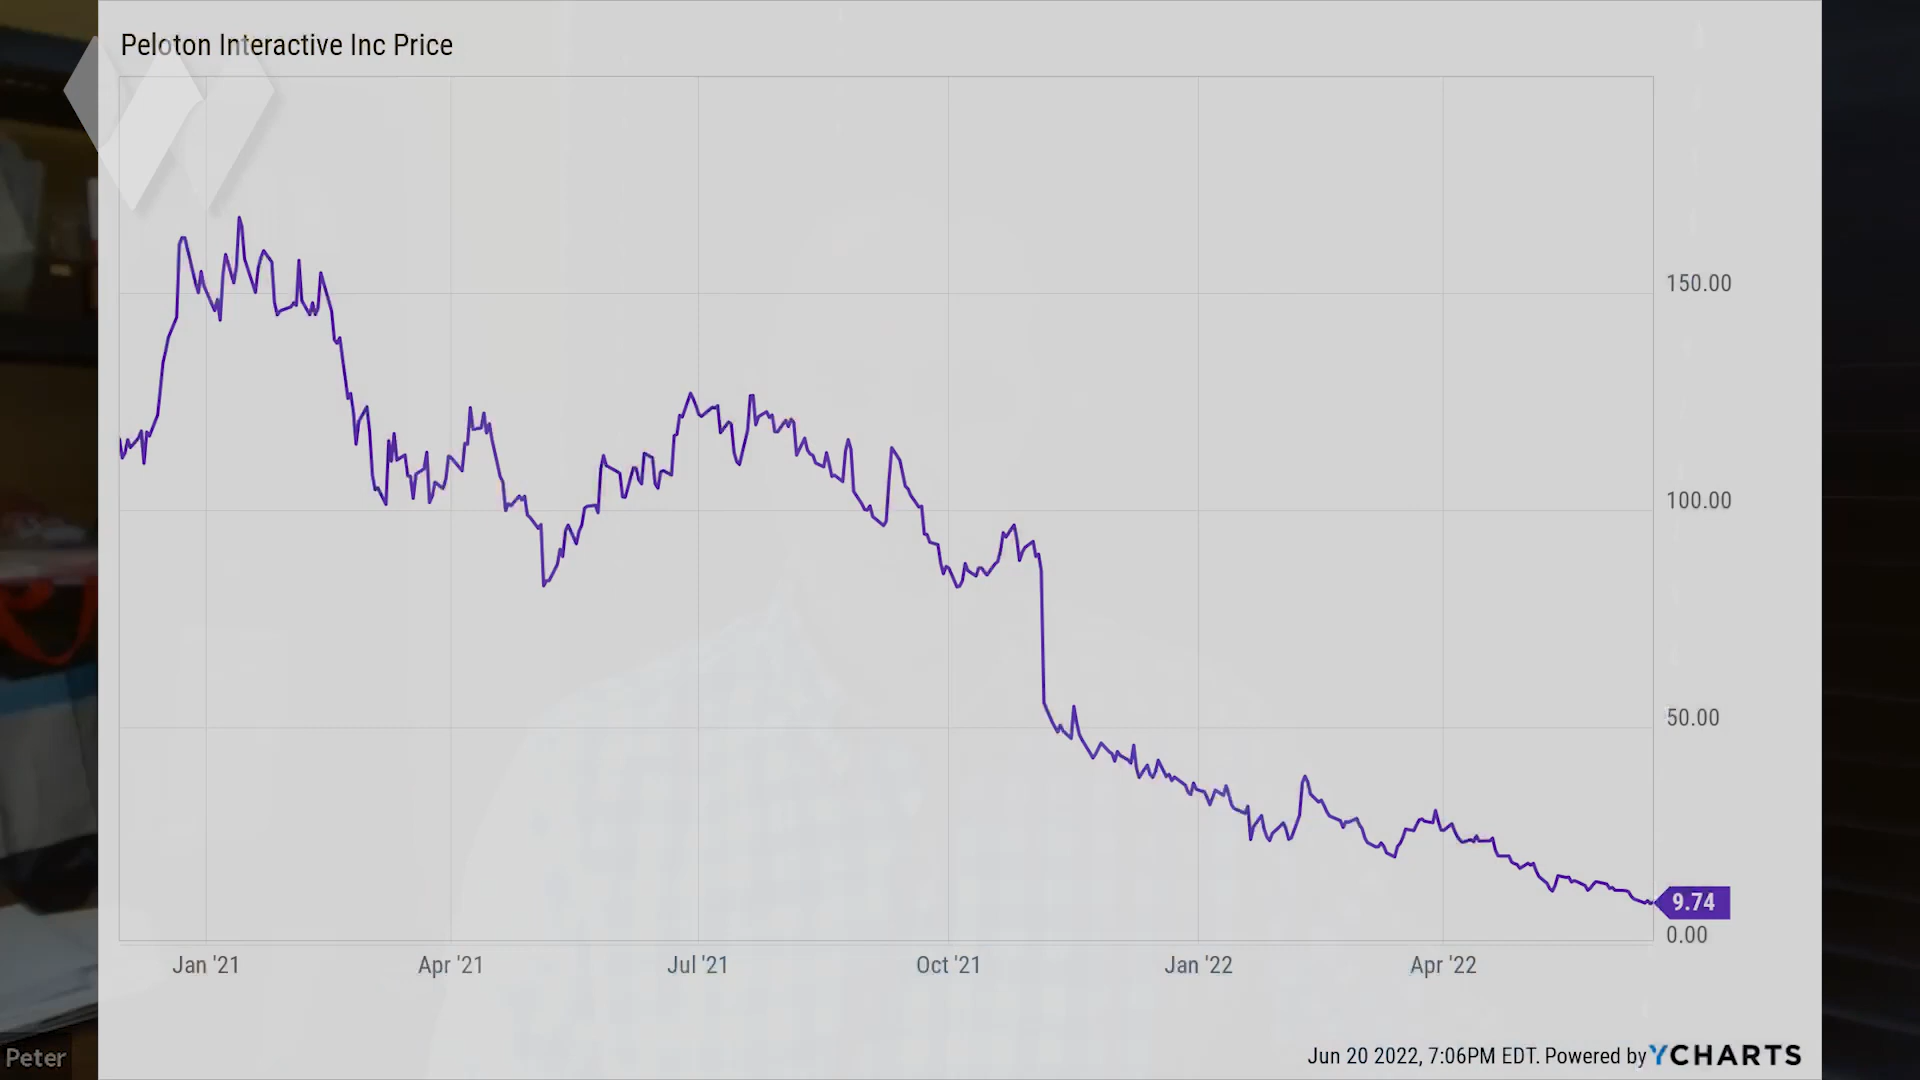 Peloton Interactive Inc Price
150.00
100.00
50.00
9.74
0.00
Jan '21 Apr '21 Jul '21 Oct '21 Jan '22 Apr '22
Jun 20 2022, 7:06PM EDT. Powered by YCHARTS
Peter